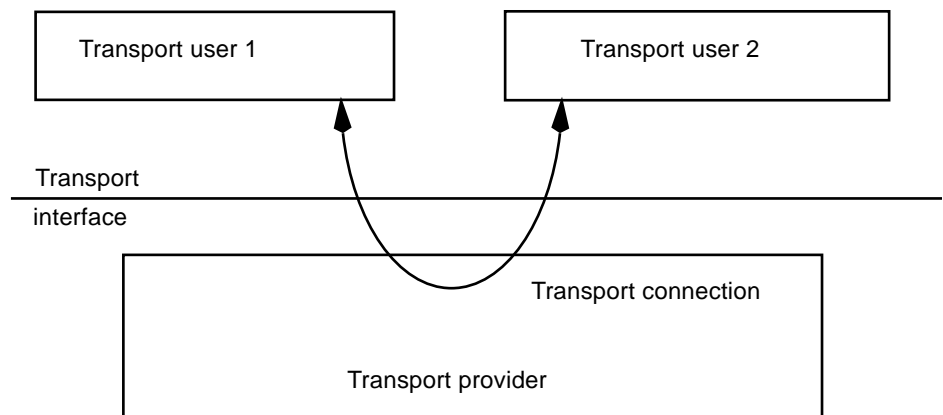 Transport user 1
Transport user 2
Transport
interface
Transport connection
Transport provider